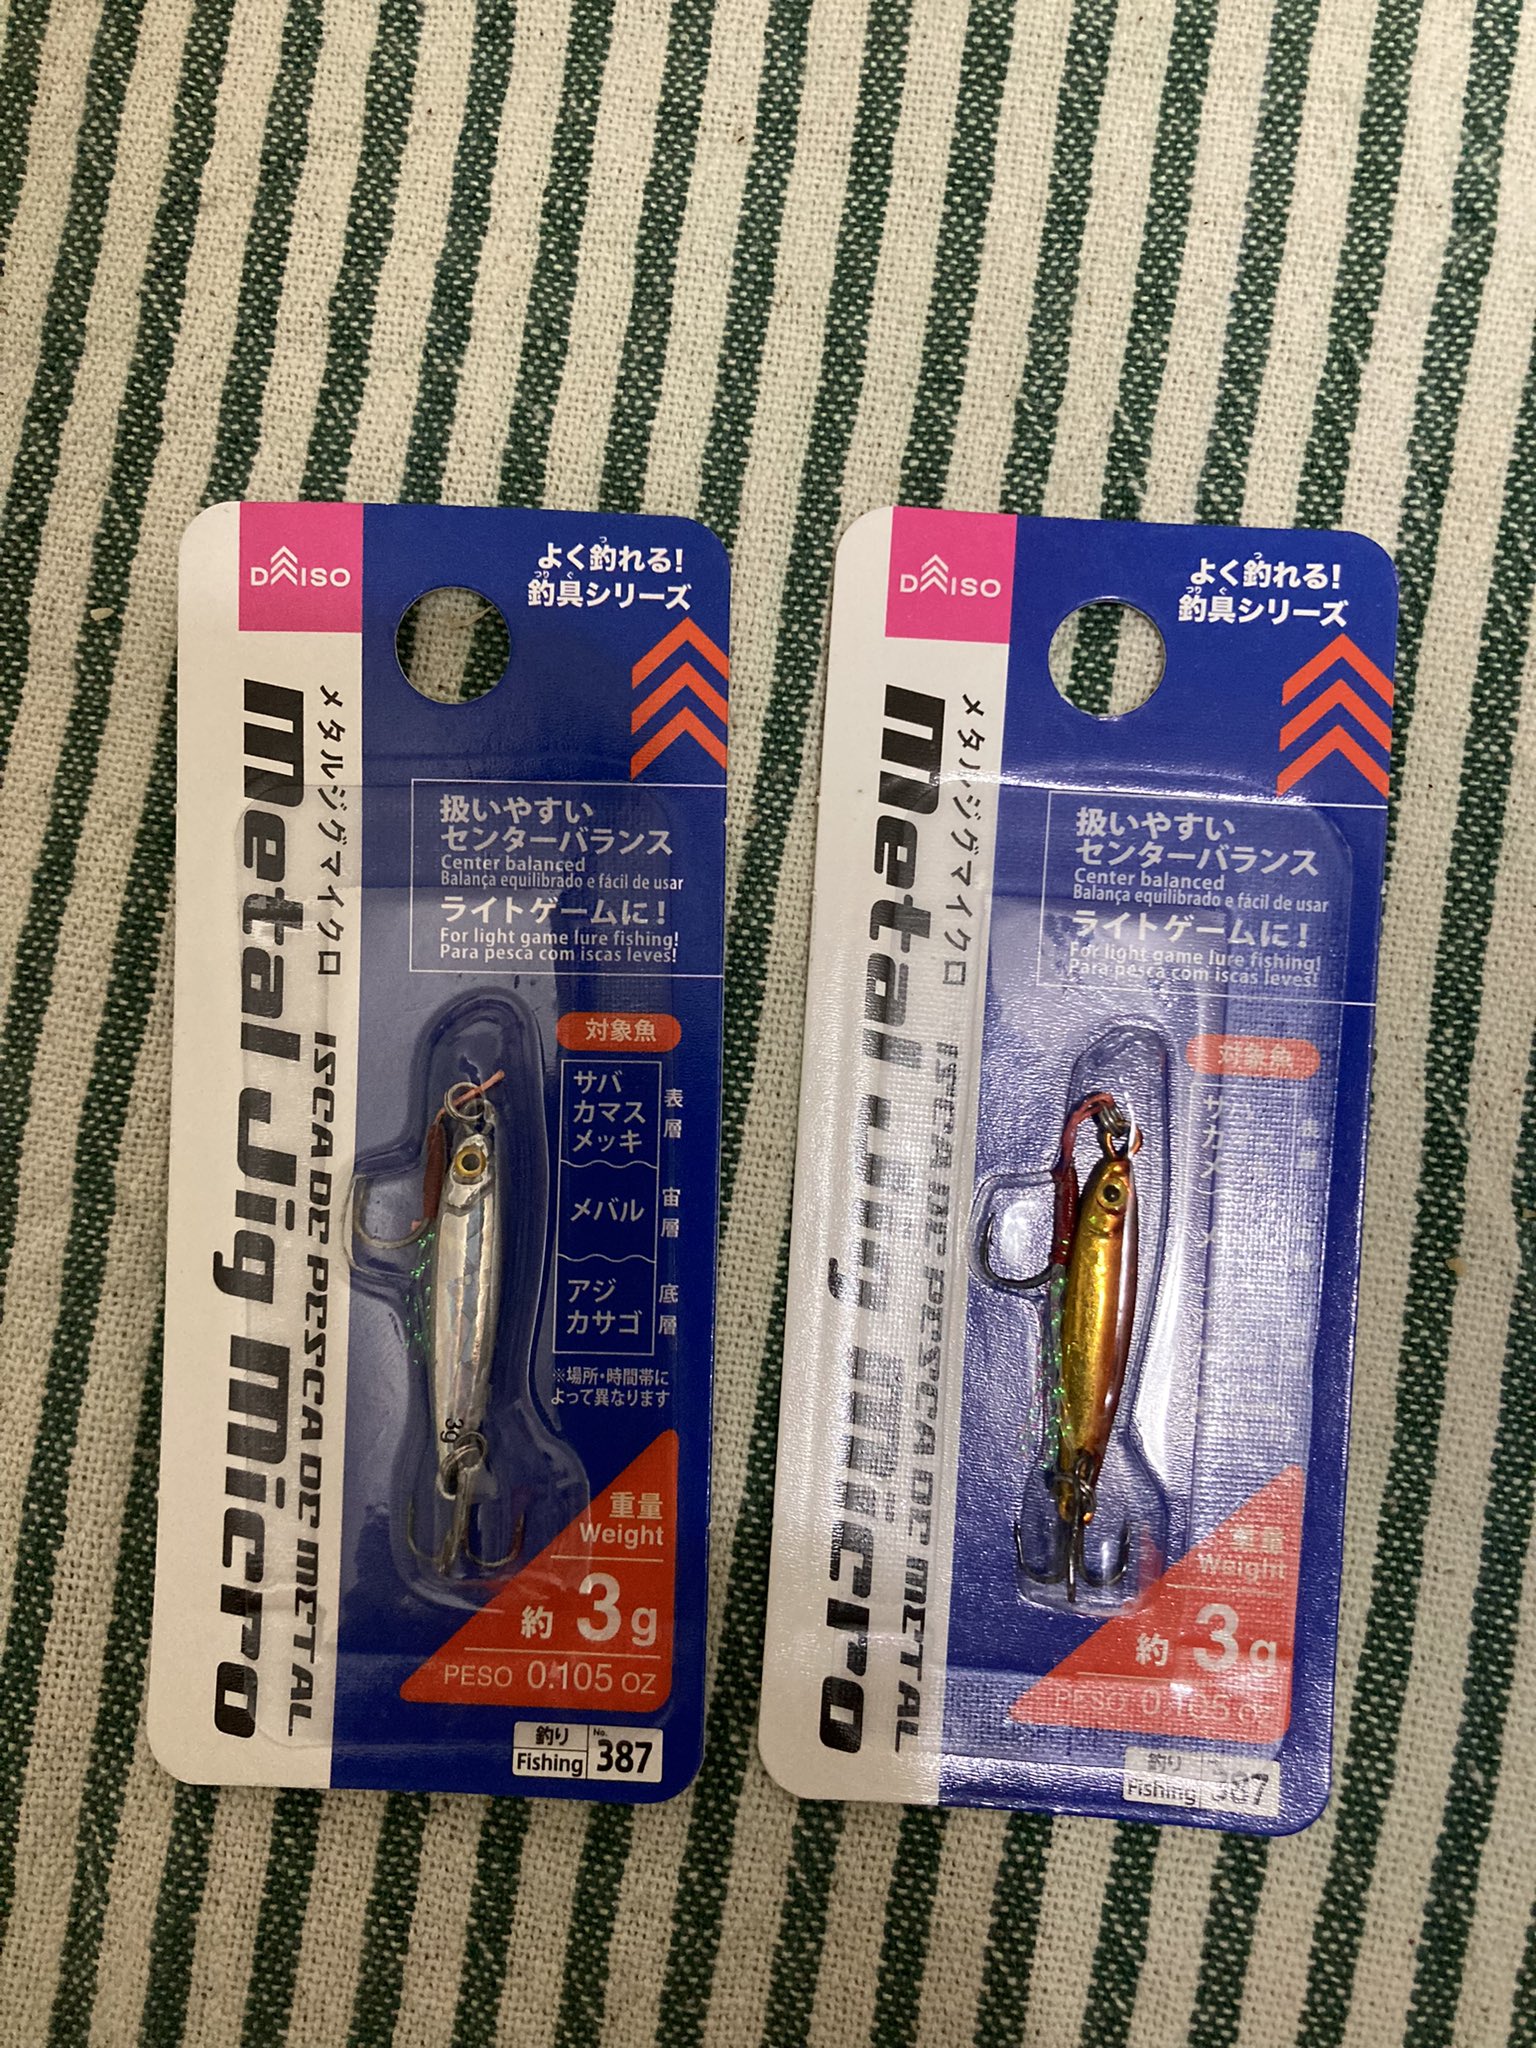 DAISO
よく釣れる!
釣具シリーズ
メタルジグマイクロ
metal Jig micro
ISCA DE PESCA DE METAL
扱いやすい
センターバランス
Center balanced
Balança equilibrado e fácil de usar
ライトゲームに!
For light game lure fishing!
Para pesca com iscas leves!
対象魚
サバ
カマス
メッキ
表層
メバル
宙層
アジ
カサゴ
底層
※場所・時間帯に
よって異なります
3g
重量
Weight
約 3g
PESO 0.105 OZ
釣り
Fishing
No.
387
DAISO
よく釣れる!
釣具シリーズ
メタルジグマイクロ
metal Jig micro
ISCA DE PESCA DE METAL
扱いやすい
センターバランス
Center balanced
Balança equilibrado e fácil de usar
ライトゲームに!
For light game lure fishing!
Para pesca com iscas leves!
対象魚
重量
Weight
約 3g
PESO 0.105 OZ
釣り
Fishing
387